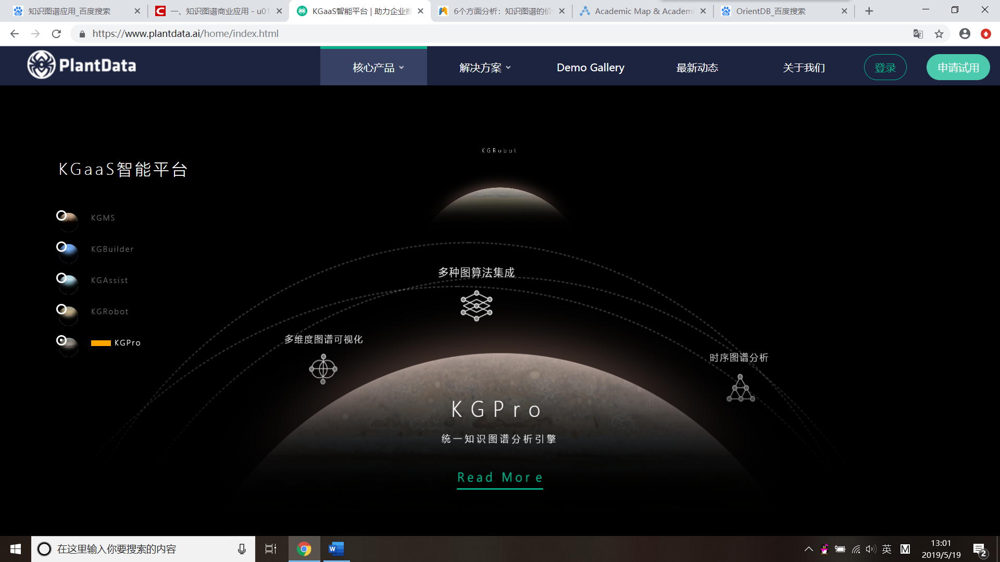 知识图谱应用_百度搜索
一、知识图谱商业应用 - u01
KGaaS智能平台 | 助力企业数
6个方面分析：知识图谱的价
Academic Map & Academi
OrientDB_百度搜索
https://www.plantdata.ai/home/index.html
PlantData
核心产品
解决方案
Demo Gallery
最新动态
关于我们
登录
申请试用
KGRobot
KGaaS智能平台
KGMS
KGBuilder
KGAssist
KGRobot
KGPro
多种图算法集成
多维度图谱可视化
时序图谱分析
KGPro
统一知识图谱分析引擎
Read More
在这里输入你要搜索的内容
英
M
13:01
2019/5/19
2